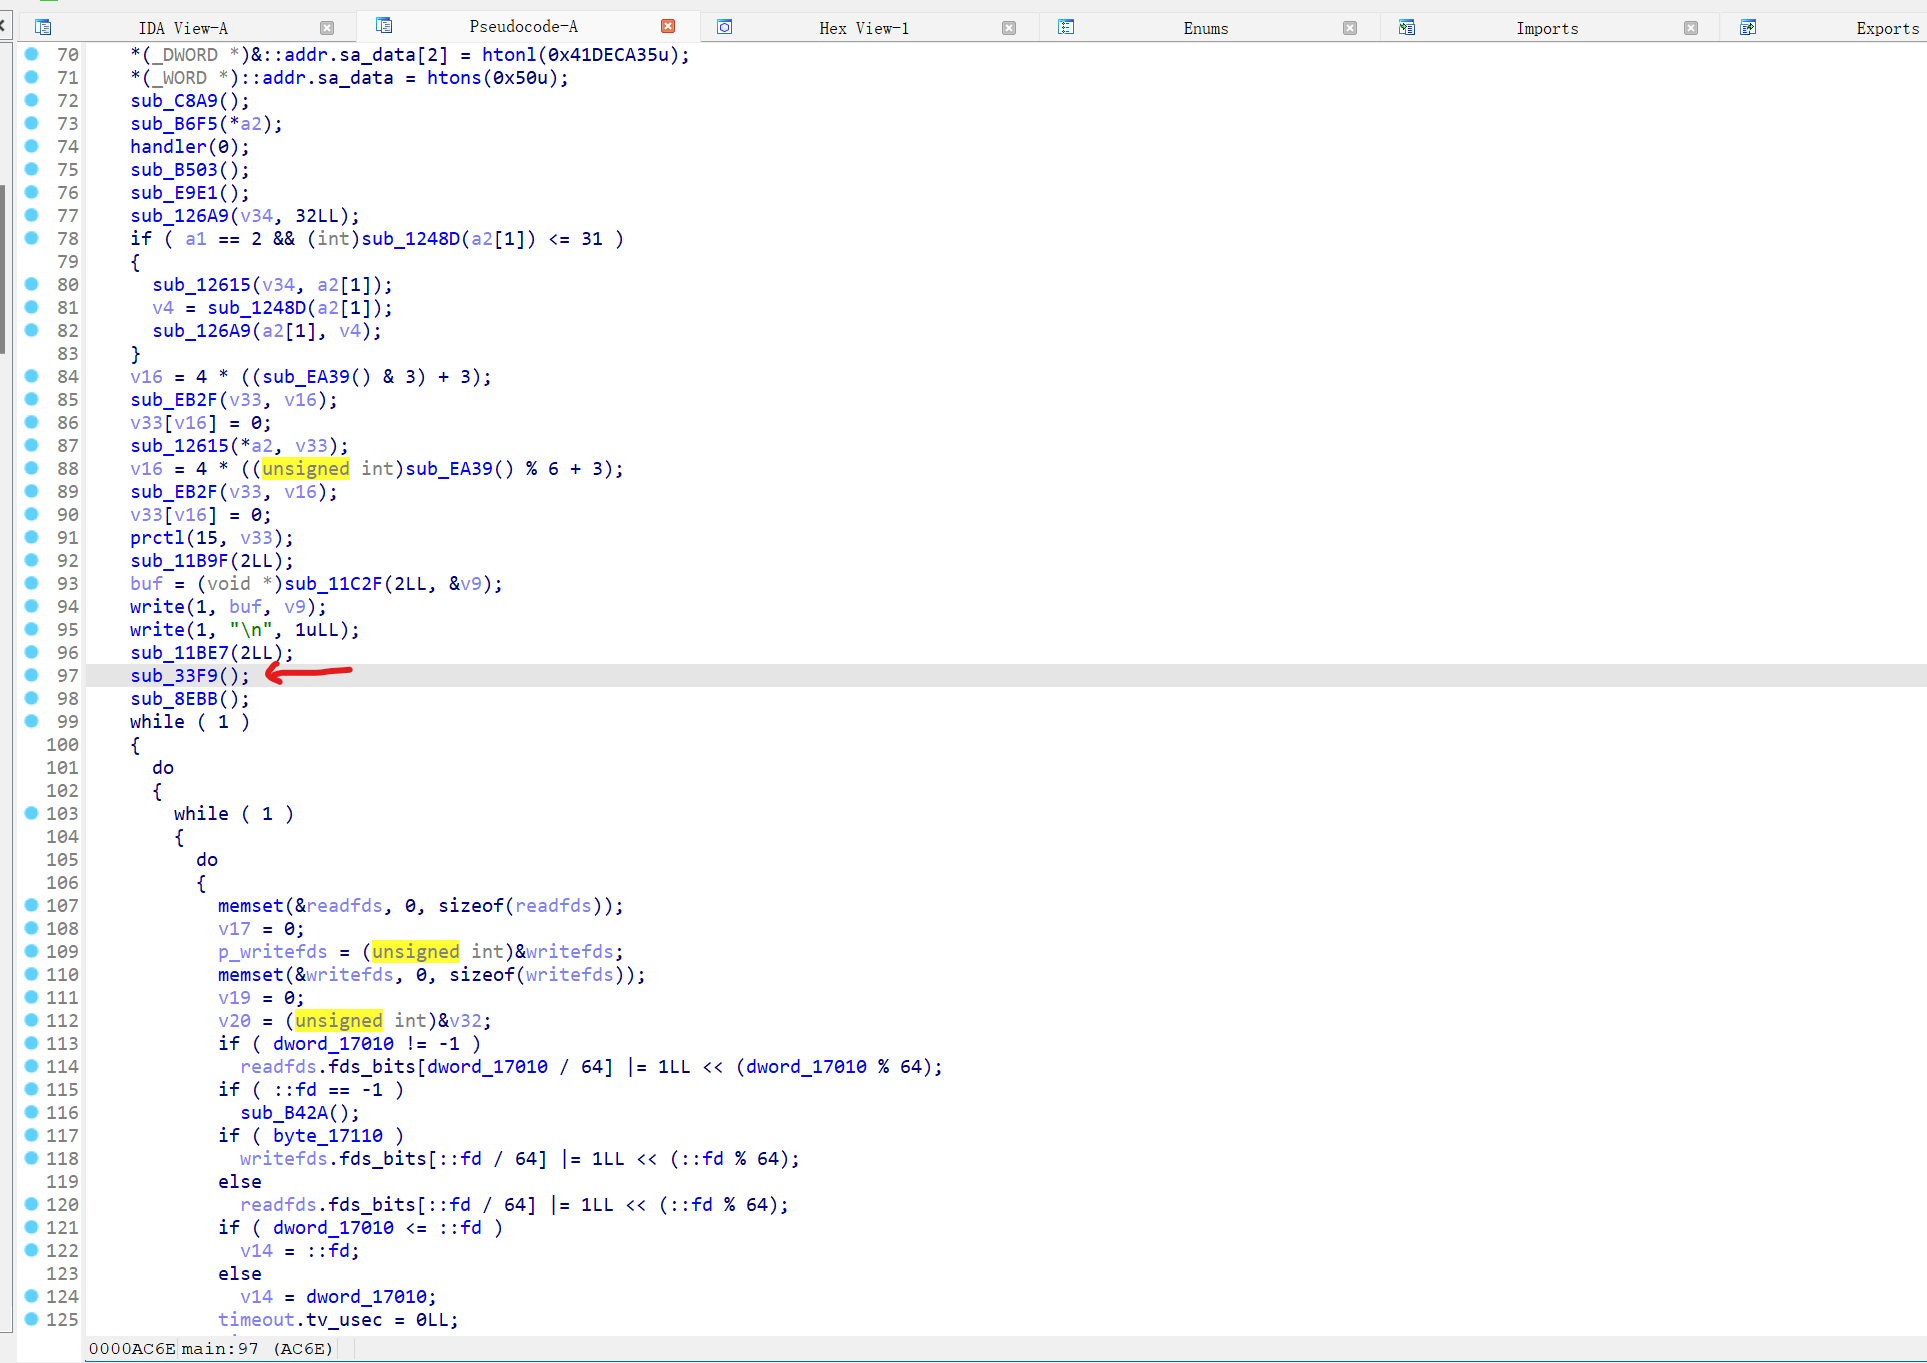 IDA View-A Pseudocode-A Hex View-1 Enums Imports Exports
70 *(_DWORD *)&::addr.sa_data[2] = htonl(0x41DECA35u);
71 *(_WORD *)::addr.sa_data = htons(0x50u);
72 sub_C8A9();
73 sub_B6F5(*a2);
74 handler(0);
75 sub_B503();
76 sub_E9E1();
77 sub_126A9(v34, 32LL);
78 if ( a1 == 2 && (int)sub_1248D(a2[1]) <= 31 )
79 {
80 sub_12615(v34, a2[1]);
81 v4 = sub_1248D(a2[1]);
82 sub_126A9(a2[1], v4);
83 }
84 v16 = 4 * ((sub_EA39() & 3) + 3);
85 sub_EB2F(v33, v16);
86 v33[v16] = 0;
87 sub_12615(*a2, v33);
88 v16 = 4 * ((unsigned int)sub_EA39() % 6 + 3);
89 sub_EB2F(v33, v16);
90 v33[v16] = 0;
91 prctl(15, v33);
92 sub_11B9F(2LL);
93 buf = (void *)sub_11C2F(2LL, &v9);
94 write(1, buf, v9);
95 write(1, "\n", 1uLL);
96 sub_11BE7(2LL);
97 sub_33F9();
98 sub_8EBB();
99 while ( 1 )
100 {
101 do
102 {
103 while ( 1 )
104 {
105 do
106 {
107 memset(&readfds, 0, sizeof(readfds));
108 v17 = 0;
109 p_writefds = (unsigned int)&writefds;
110 memset(&writefds, 0, sizeof(writefds));
111 v19 = 0;
112 v20 = (unsigned int)&v32;
113 if ( dword_17010 != -1 )
114 readfds.fds_bits[dword_17010 / 64] |= 1LL << (dword_17010 % 64);
115 if ( ::fd == -1 )
116 sub_B42A();
117 if ( byte_17110 )
118 writefds.fds_bits[::fd / 64] |= 1LL << (::fd % 64);
119 else
120 readfds.fds_bits[::fd / 64] |= 1LL << (::fd % 64);
121 if ( dword_17010 <= ::fd )
122 v14 = ::fd;
123 else
124 v14 = dword_17010;
125 timeout.tv_usec = 0LL;
0000AC6E main:97 (AC6E)